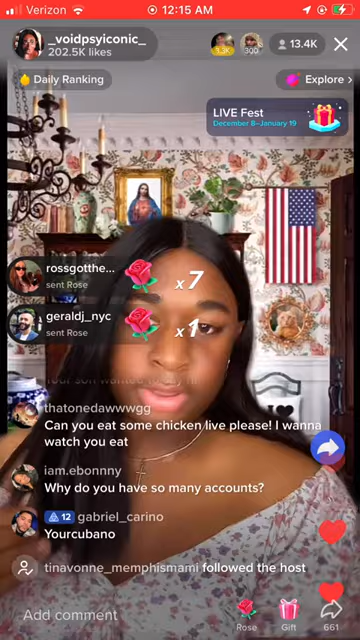 Verizon
12:15 AM
_voidpsyiconic_
202.5K likes
3.3K
300
13.4K
Daily Ranking
Explore
LIVE Fest
December 8–January 19
rossgotthe...
sent Rose
x7
geraldj_nyc
sent Rose
x1
thatonedawwwgg
Can you eat some chicken live please! I wanna
watch you eat
iam.ebonnny
Why do you have so many accounts?
12 gabriel_carino
Yourcubano
tinavonne_memphismami followed the host
Add comment
Rose
Gift
661